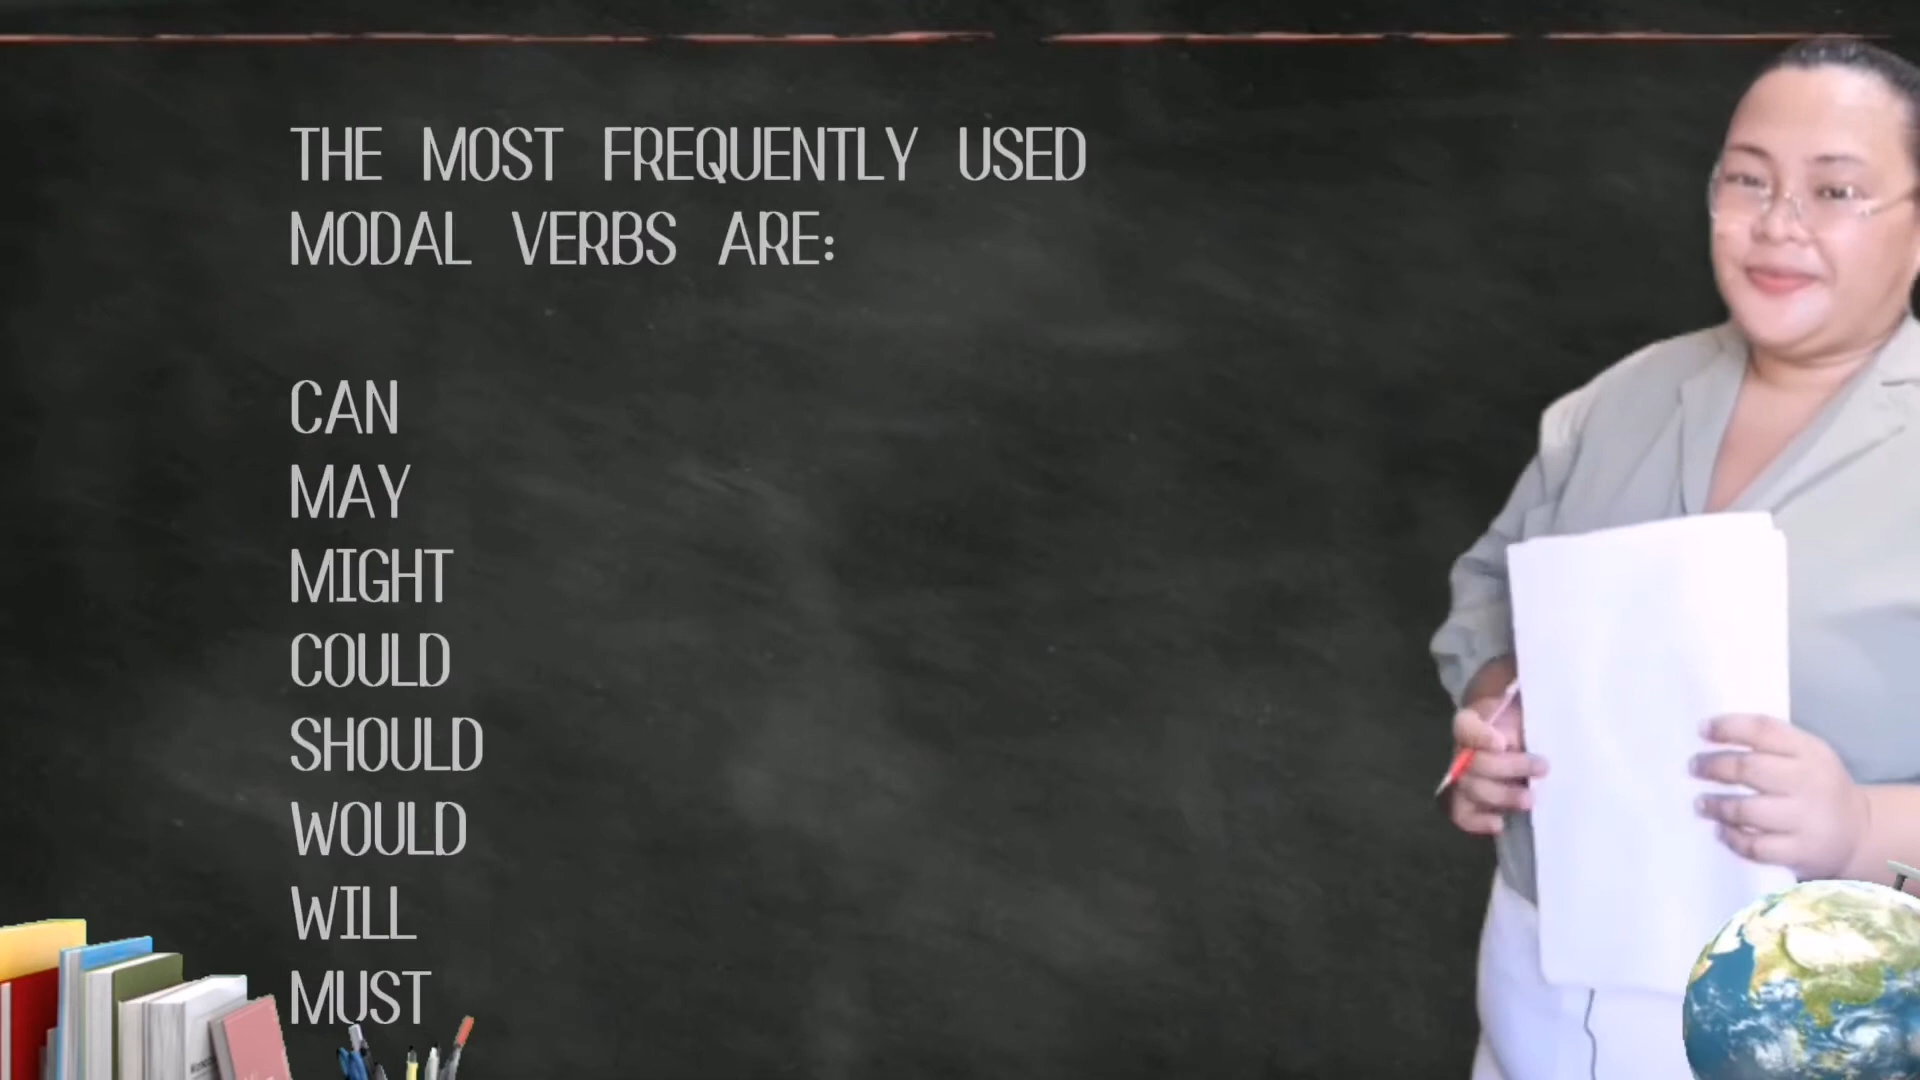 THE MOST FREQUENTLY USED
MODAL VERBS ARE:
CAN
MAY
MIGHT
COULD
SHOULD
WOULD
WILL
MUST